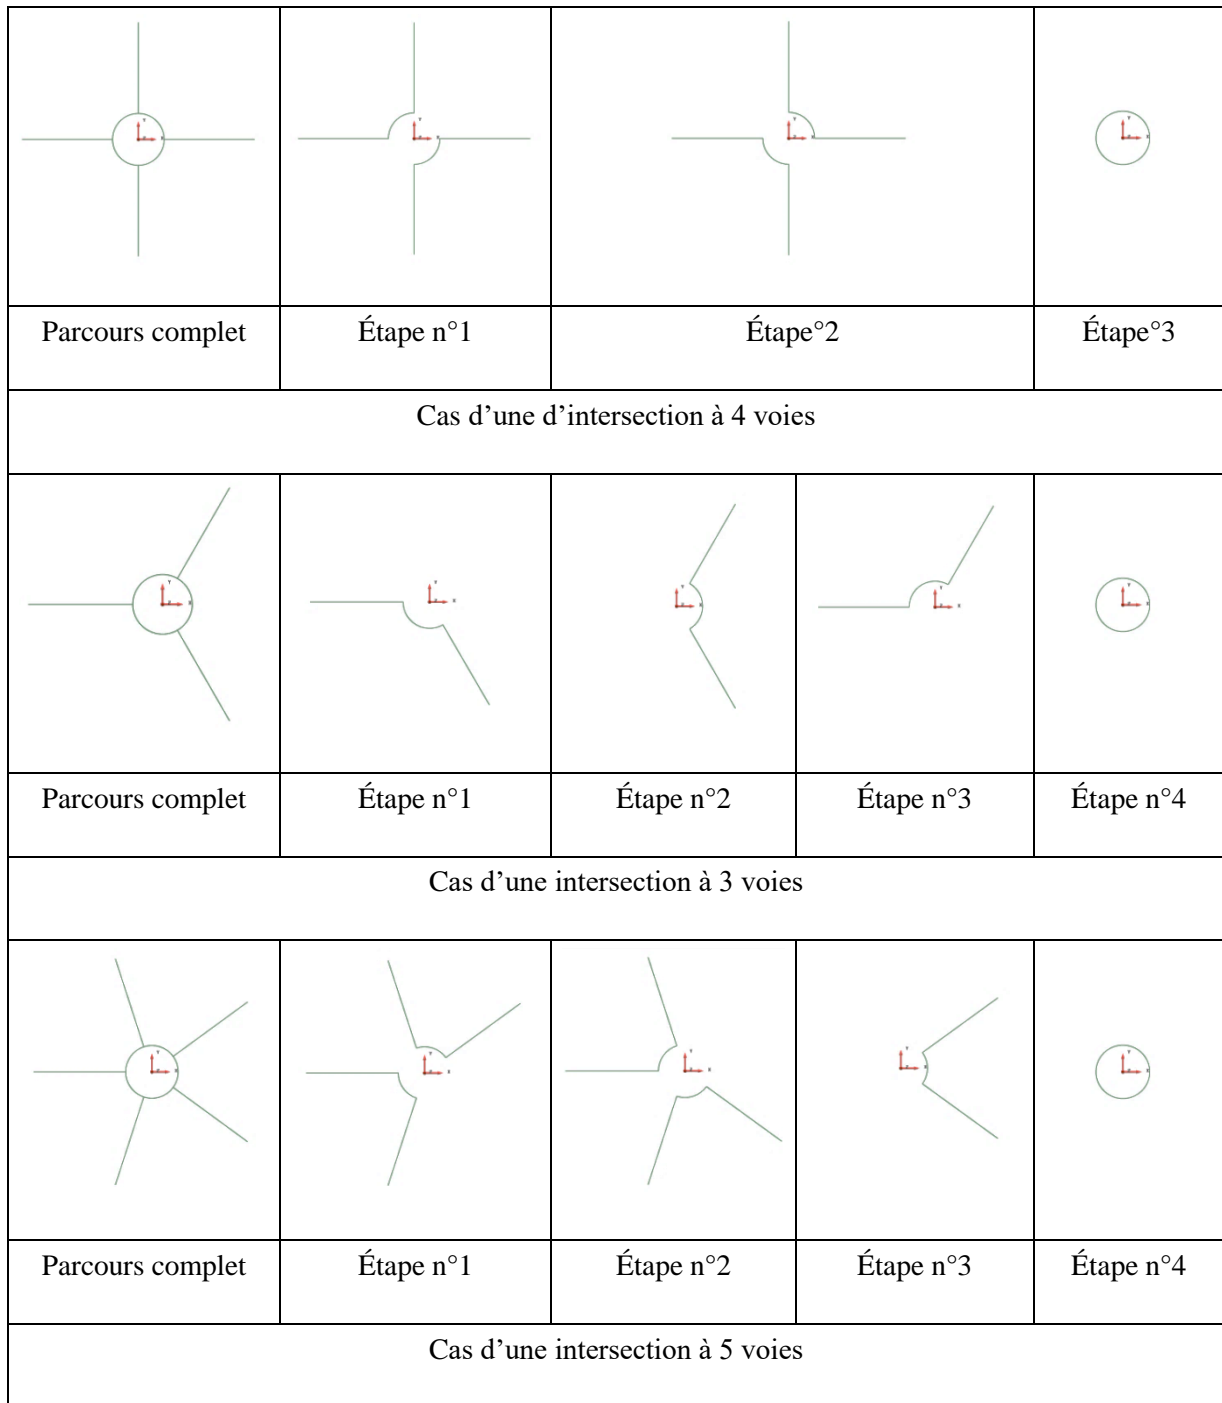 Parcours complet Étape n°1 Étape°2 Étape°3
Cas d'une d'intersection à 4 voies
Parcours complet Étape n°1 Étape n°2 Étape n°3 Étape n°4
Cas d'une intersection à 3 voies
Parcours complet Étape n°1 Étape n°2 Étape n°3 Étape n°4
Cas d'une intersection à 5 voies